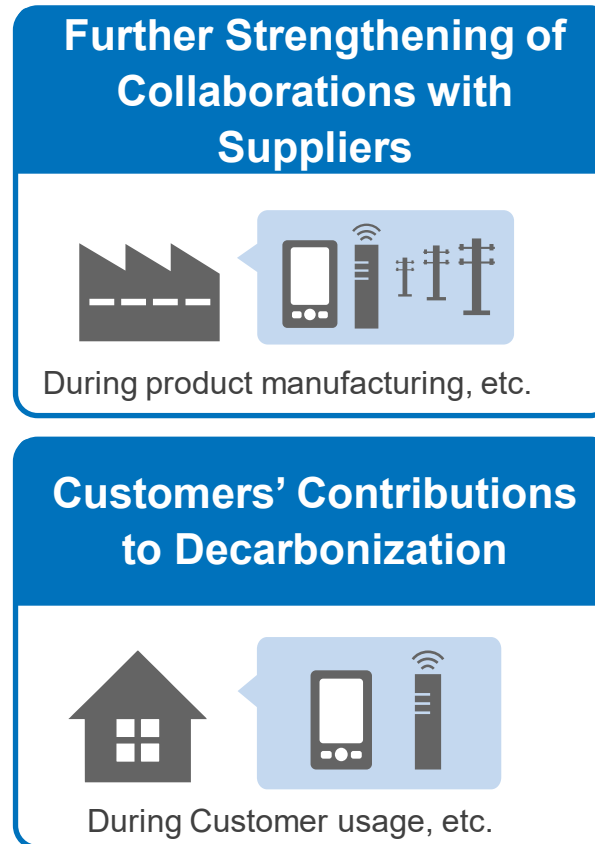 Further Strengthening of
Collaborations with
Suppliers
During product manufacturing, etc.
Customers’ Contributions
to Decarbonization
During Customer usage, etc.